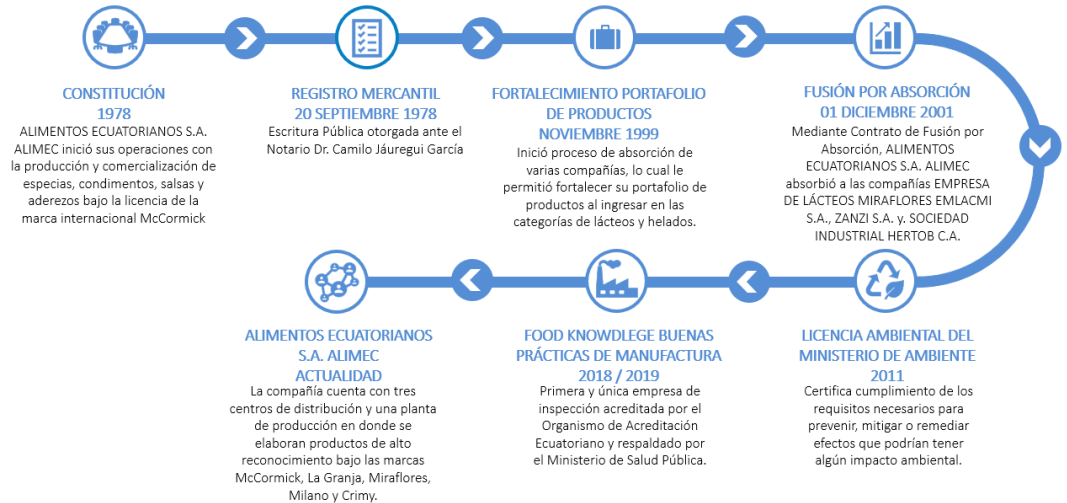 CONSTITUCIÓN
1978
ALIMENTOS ECUATORIANOS S.A.
ALIMEC inició sus operaciones con
la producción y comercialización de
especias, condimentos, salsas y
aderezos bajo la licencia de la
marca internacional McCormick
REGISTRO MERCANTIL
20 SEPTIEMPRE 1978
Escritura Pública otorgada ante el
Notario Dr. Camilo Jáuregui García
FORTALECIMIENTO PORTAFOLIO
DE PRODUCTOS
NOVIEMBRE 1999
Inició proceso de absorción de
varias compañías, lo cual le
permitió fortalecer su portafolio de
productos al ingresar en las
categorías de lácteos y helados.
FUSIÓN POR ABSORCIÓN
01 DICIEMBRE 2001
Mediante Contrato de Fusión por
Absorción, ALIMENTOS
ECUATORIANOS S.A. ALIMEC
absorbió a las compañías EMPRESA
DE LÁCTEOS MIRAFLORES EMLACMI
S.A., ZANZI S.A. y. SOCIEDAD
INDUSTRIAL HERTOB C.A.
ALIMENTOS ECUATORIANOS
S.A. ALIMEC
ACTUALIDAD
La compañía cuenta con tres
centros de distribución y una planta
de producción en donde se
elaboran productos de alto
reconocimiento bajo las marcas
McCormick, La Granja, Miraflores,
Milano y Crimy.
FOOD KNOWDLEGE BUENAS
PRÁCTICAS DE MANUFACTURA
2018 / 2019
Primera y única empresa de
inspección acreditada por el
Organismo de Acreditación
Ecuatoriano y respaldado por
el Ministerio de Salud Pública.
LICENCIA AMBIENTAL DEL
MINISTERIO DE AMBIENTE
2011
Certifica cumplimiento de los
requisitos necesarios para
prevenir, mitigar o remediar
efectos que podrían tener
algún impacto ambiental.